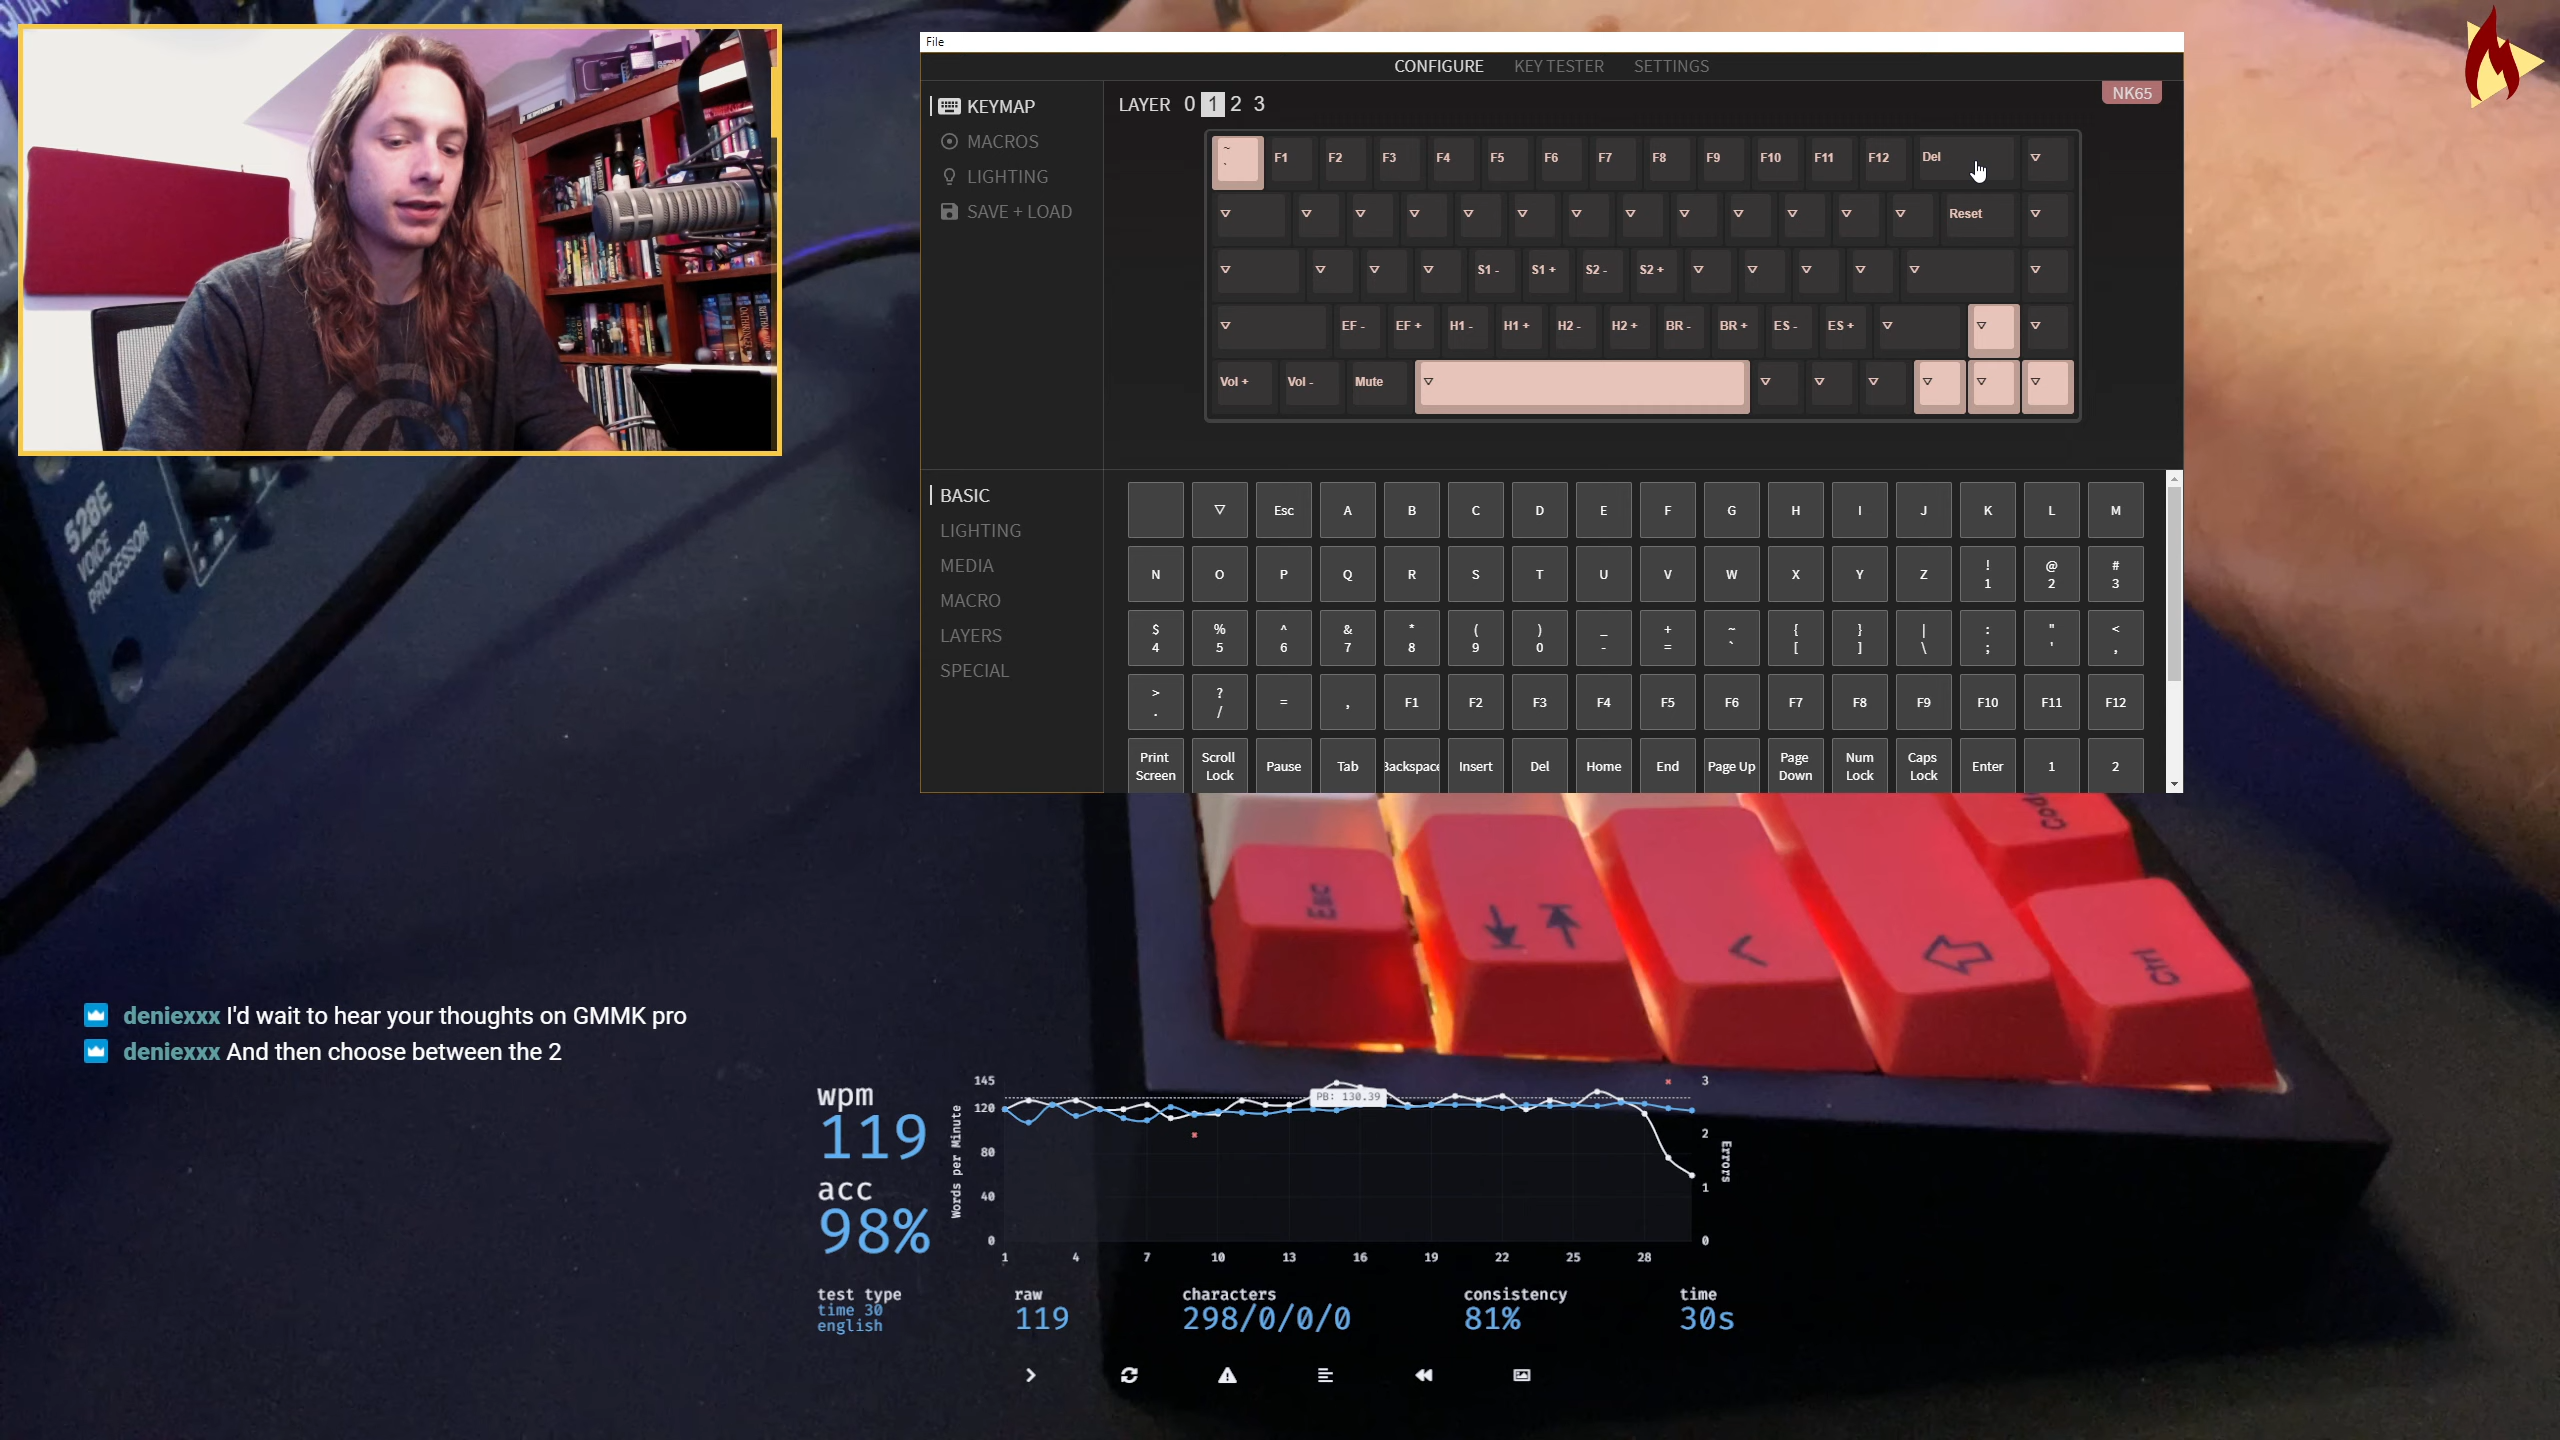 File
CONFIGURE KEY TESTER SETTINGS
KEYMAP
MACROS
LIGHTING
SAVE + LOAD
LAYER 0 1 2 3
NK65
~ F1 F2 F3 F4 F5 F6 F7 F8 F9 F10 F11 F12 Del ▽
`
▽ ▽ ▽ ▽ ▽ ▽ ▽ ▽ ▽ ▽ ▽ ▽ ▽ Reset ▽
▽ ▽ ▽ ▽ S1 - S1 + S2 - S2 + ▽ ▽ ▽ ▽ ▽ ▽
▽ EF - EF + H1 - H1 + H2 - H2 + BR - BR + ES - ES + ▽ ▽ ▽
Vol + Vol - Mute ▽ ▽ ▽ ▽ ▽ ▽ ▽
BASIC
LIGHTING
MEDIA
MACRO
LAYERS
SPECIAL
▽ Esc A B C D E F G H I J K L M
N O P Q R S T U V W X Y Z ! @ #
1 2 3
$ % ^ & * ( ) _ + ~ { } | : " <
4 5 6 7 8 9 0 - = ` [ ] \ ; ' ,
> ? = , F1 F2 F3 F4 F5 F6 F7 F8 F9 F10 F11 F12
. /
Print Scroll Pause Tab Backspace Insert Del Home End Page Up Page Num Caps Enter 1 2
Screen Lock Down Lock Lock
528E
VOICE
PROCESSOR
Esc
Code
Ctrl
deniexxx I'd wait to hear your thoughts on GMMK pro
deniexxx And then choose between the 2
wpm
119
acc
98%
Words per Minute
145
120
80
40
0
PB: 130.39
3
2
1
0
Errors
1 4 7 10 13 16 19 22 25 28
test type
time 30
english
raw
119
characters
298/0/0/0
consistency
81%
time
30s